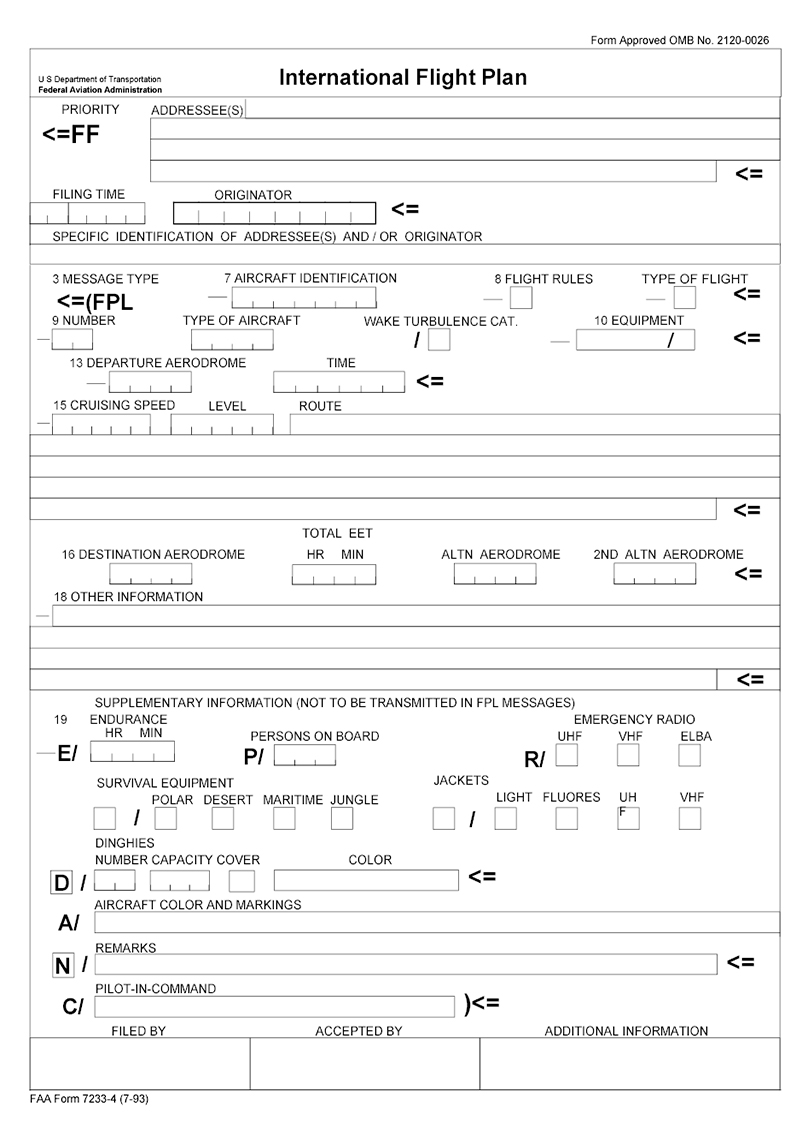 Form Approved OMB No. 2120-0026
U S Department of Transportation
Federal Aviation Administration
International Flight Plan
PRIORITY ADDRESSEE(S)
<=FF
<=
FILING TIME ORIGINATOR
<=
SPECIFIC IDENTIFICATION OF ADDRESSEE(S) AND / OR ORIGINATOR
3 MESSAGE TYPE 7 AIRCRAFT IDENTIFICATION 8 FLIGHT RULES TYPE OF FLIGHT
<=(FPL <=
9 NUMBER TYPE OF AIRCRAFT WAKE TURBULENCE CAT. 10 EQUIPMENT
/ / <=
13 DEPARTURE AERODROME TIME
<=
15 CRUISING SPEED LEVEL ROUTE
<=
TOTAL EET
16 DESTINATION AERODROME HR MIN ALTN AERODROME 2ND ALTN AERODROME
<=
18 OTHER INFORMATION
<=
SUPPLEMENTARY INFORMATION (NOT TO BE TRANSMITTED IN FPL MESSAGES)
19 ENDURANCE EMERGENCY RADIO
HR MIN PERSONS ON BOARD UHF VHF ELBA
E/ P/ R/
SURVIVAL EQUIPMENT JACKETS
POLAR DESERT MARITIME JUNGLE LIGHT FLUORES UH F VHF
/ /
DINGHIES
NUMBER CAPACITY COVER COLOR
D / <=
AIRCRAFT COLOR AND MARKINGS
A/
REMARKS
N / <=
PILOT-IN-COMMAND
C/ )<=
FILED BY ACCEPTED BY ADDITIONAL INFORMATION
FAA Form 7233-4 (7-93)